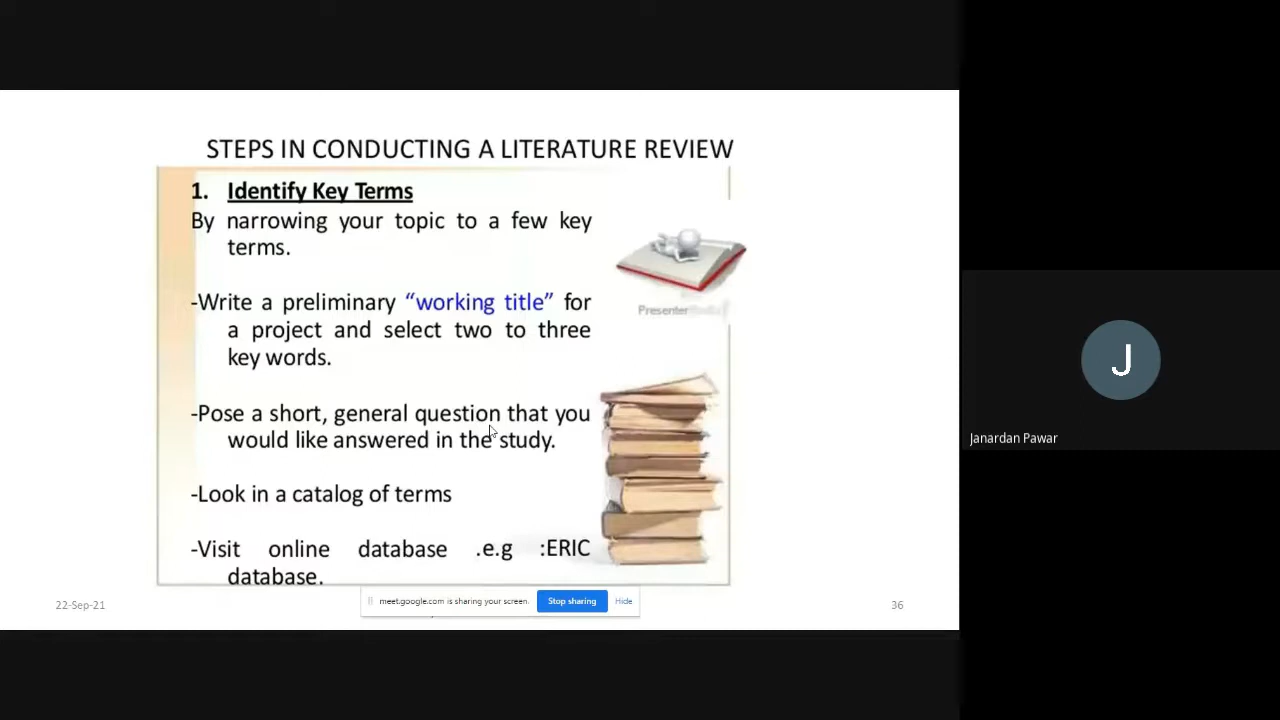 STEPS IN CONDUCTING A LITERATURE REVIEW
1. Identify Key Terms
By narrowing your topic to a few key
terms.
-Write a preliminary “working title” for
a project and select two to three
key words.
-Pose a short, general question that you
would like answered in the study.
-Look in a catalog of terms
-Visit online database .e.g :ERIC
database.
Presenter
22-Sep-21
meet.google.com is sharing your screen.
Stop sharing
Hide
36
J
Janardan Pawar